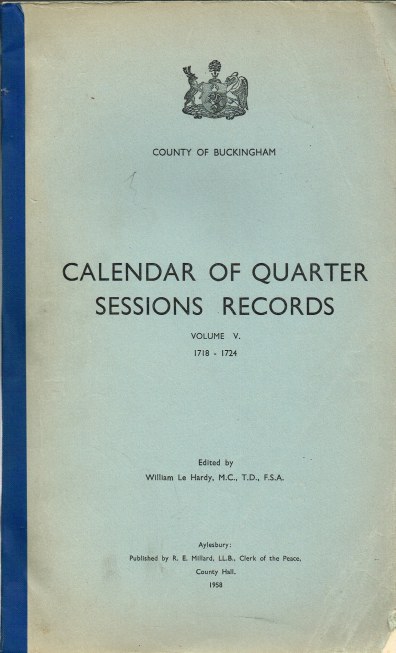 COUNTY OF BUCKINGHAM
CALENDAR OF QUARTER
SESSIONS RECORDS
VOLUME V.
1718 - 1724
Edited by
William Le Hardy, M.C., T.D., F.S.A.
Aylesbury:
Published by R. E. Millard, LL.B., Clerk of the Peace.
County Hall.
1958